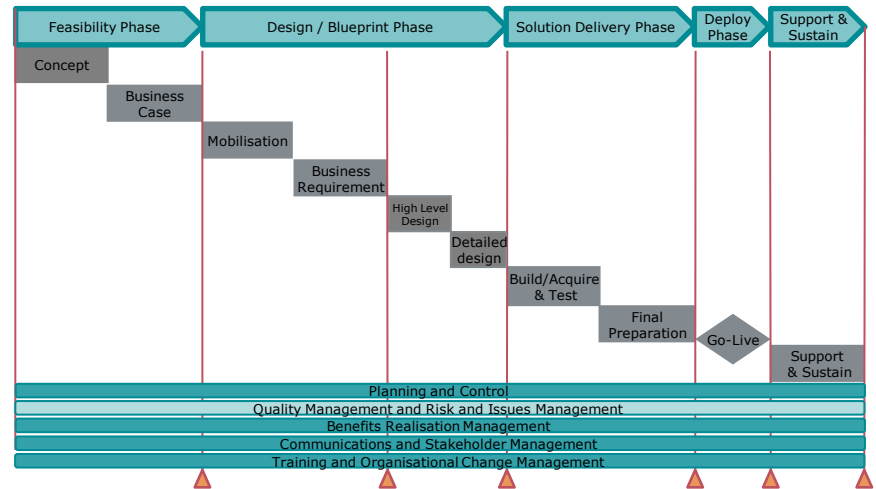 Feasibility Phase
Design / Blueprint Phase
Solution Delivery Phase
Deploy
Phase
Support &
Sustain
Concept
Business
Case
Mobilisation
Business
Requirement
High Level
Design
Detailed
design
Build/Acquire
& Test
Final
Preparation
Go-Live
Support
& Sustain
Planning and Control
Quality Management and Risk and Issues Management
Benefits Realisation Management
Communications and Stakeholder Management
Training and Organisational Change Management